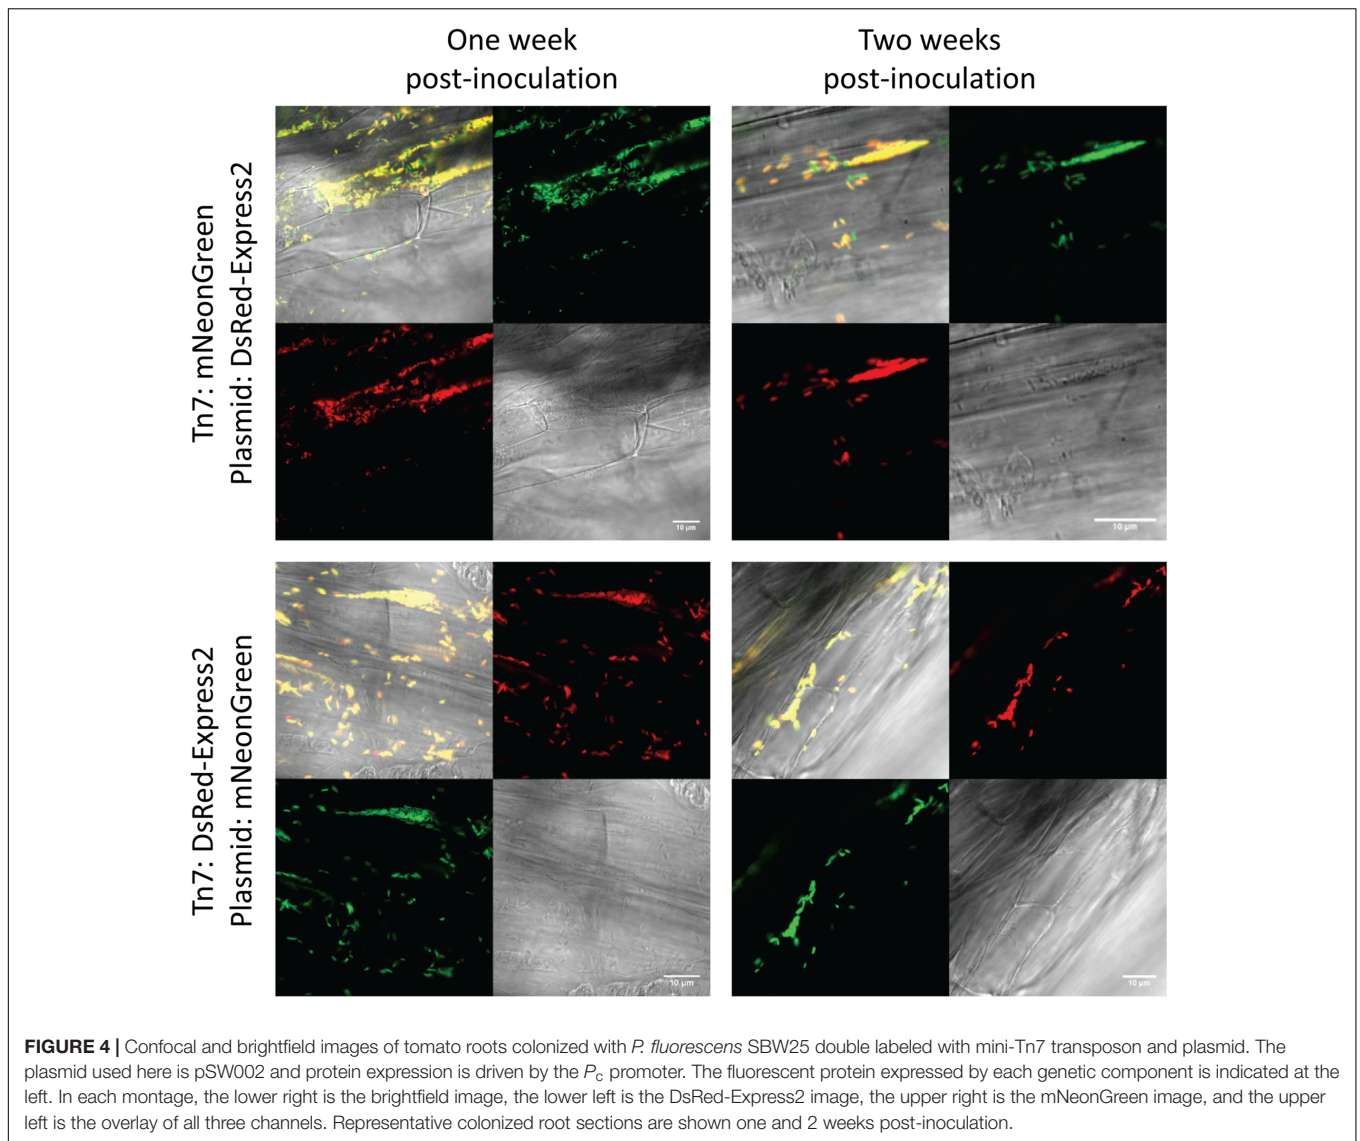 One week
post-inoculation
Two weeks
post-inoculation
Tn7: mNeonGreen
Plasmid: DsRed-Express2
10 µm
10 µm
Tn7: DsRed-Express2
Plasmid: mNeonGreen
10 µm
10 µm
FIGURE 4 | Confocal and brightfield images of tomato roots colonized with P. fluorescens SBW25 double labeled with mini-Tn7 transposon and plasmid. The
plasmid used here is pSW002 and protein expression is driven by the Pc promoter. The fluorescent protein expressed by each genetic component is indicated at the
left. In each montage, the lower right is the brightfield image, the lower left is the DsRed-Express2 image, the upper right is the mNeonGreen image, and the upper
left is the overlay of all three channels. Representative colonized root sections are shown one and 2 weeks post-inoculation.